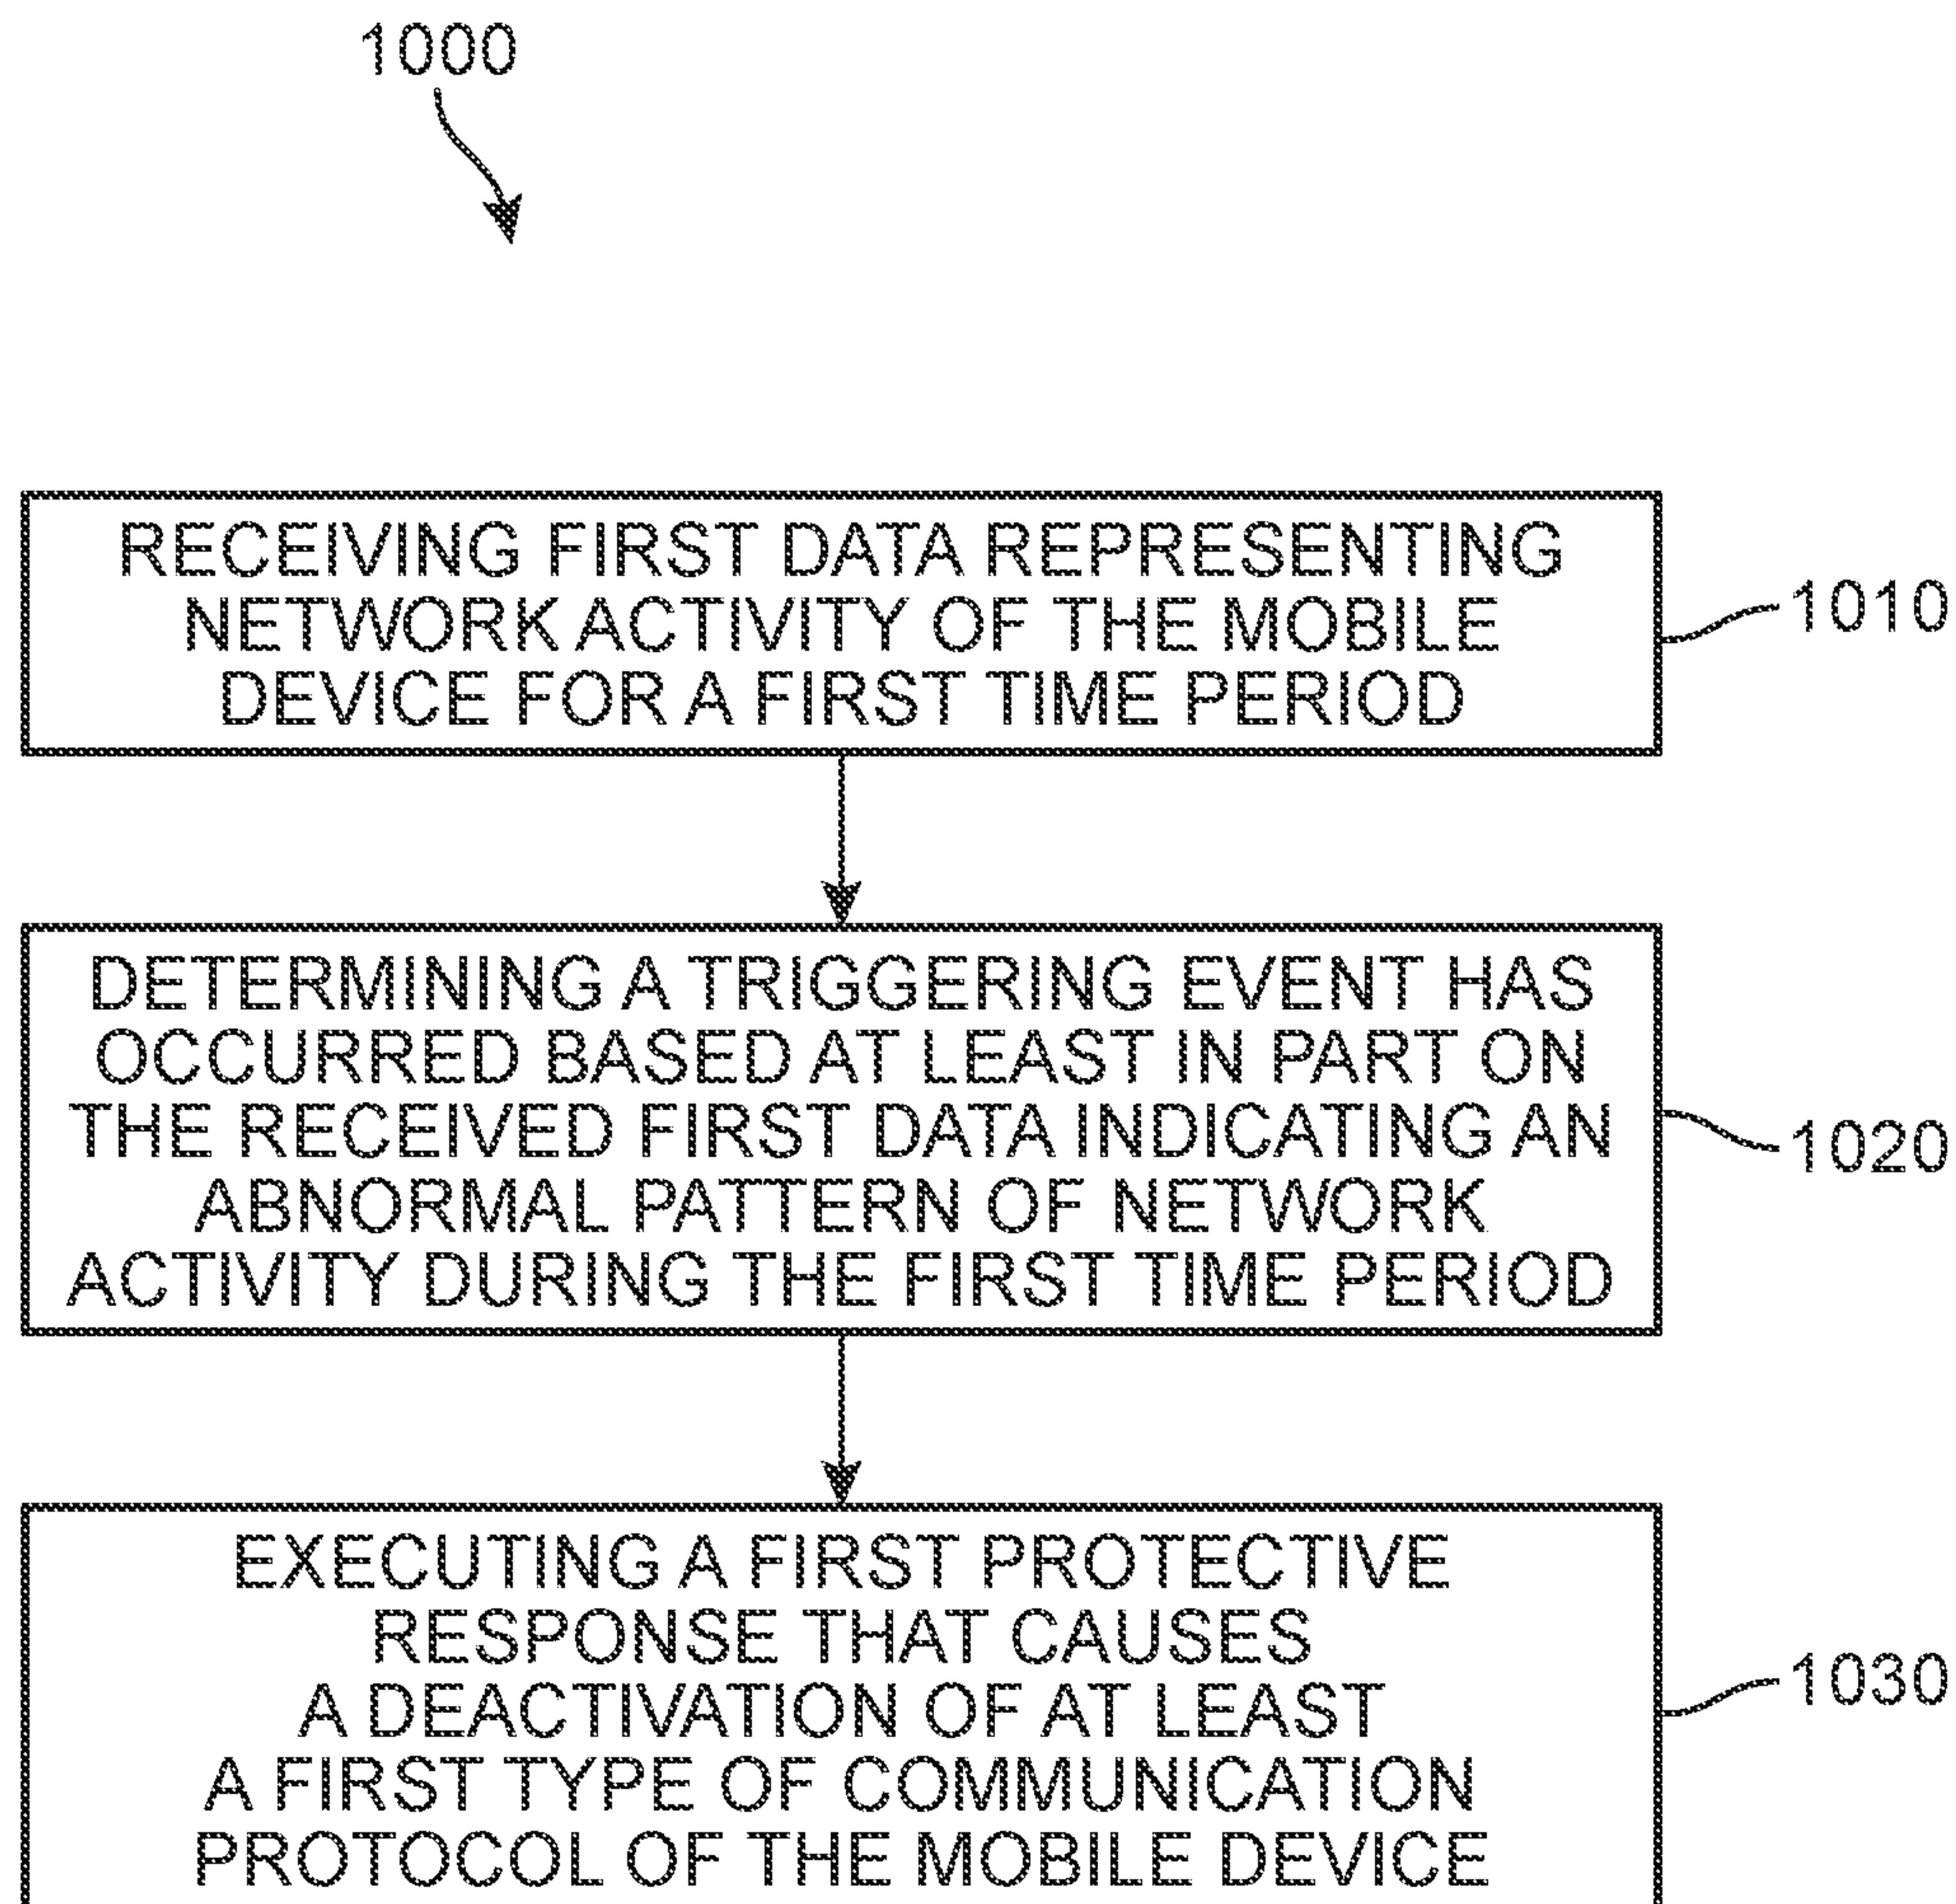 1000
RECEIVING FIRST DATA REPRESENTING
NETWORK ACTIVITY OF THE MOBILE
DEVICE FOR A FIRST TIME PERIOD
1010
DETERMINING A TRIGGERING EVENT HAS
OCCURRED BASED AT LEAST IN PART ON
THE RECEIVED FIRST DATA INDICATING AN
ABNORMAL PATTERN OF NETWORK
ACTIVITY DURING THE FIRST TIME PERIOD
1020
EXECUTING A FIRST PROTECTIVE
RESPONSE THAT CAUSES
A DEACTIVATION OF AT LEAST
A FIRST TYPE OF COMMUNICATION
PROTOCOL OF THE MOBILE DEVICE
1030